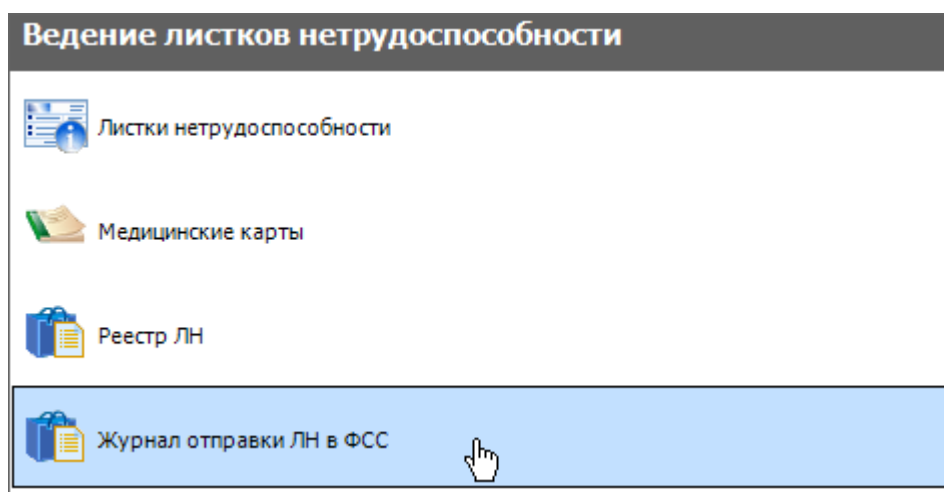 Ведение листков нетрудоспособности
Листки нетрудоспособности
Медицинские карты
Реестр ЛН
Журнал отправки ЛН в ФСС